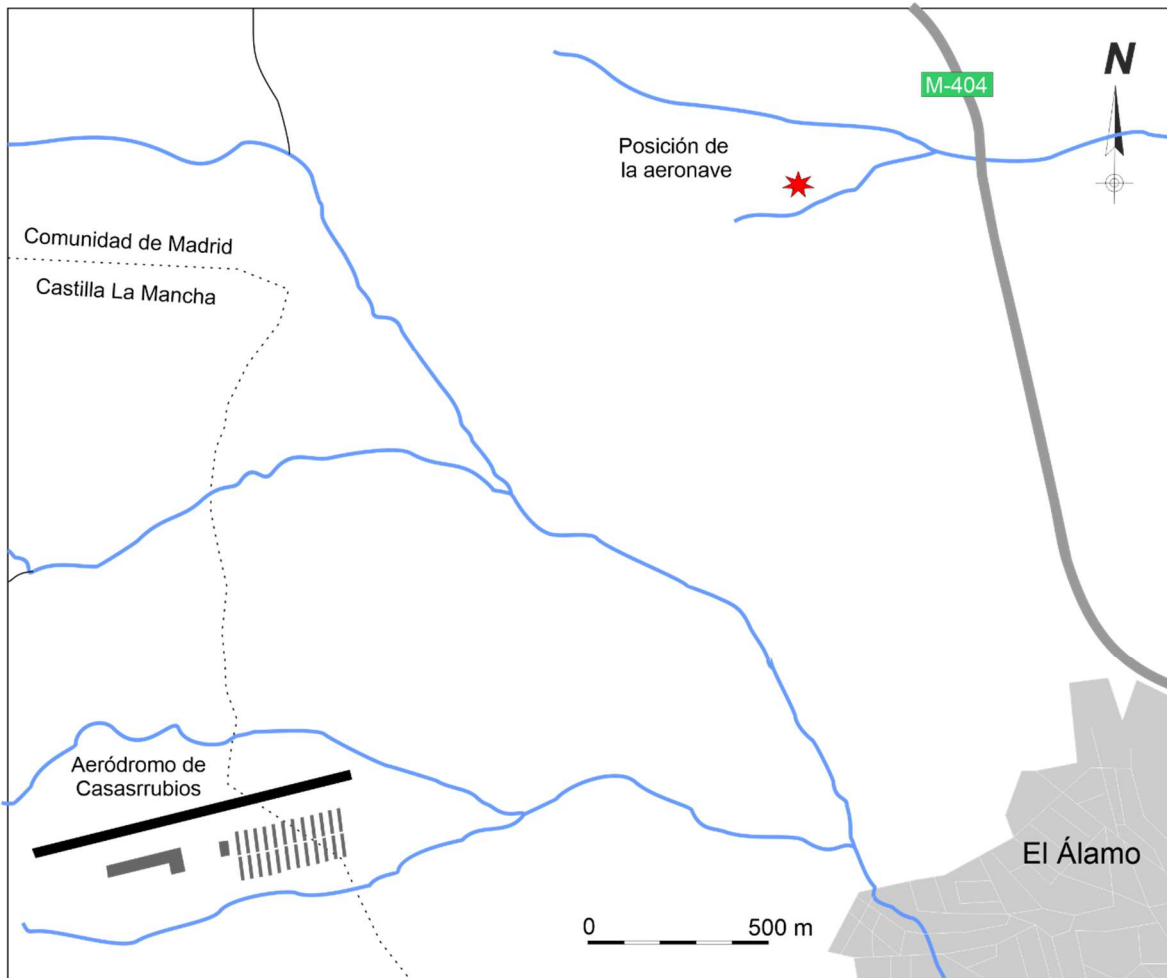 M-404
N
Posición de
la aeronave
Comunidad de Madrid
Castilla La Mancha
Aeródromo de
Casasrrubios
El Álamo
0 500 m